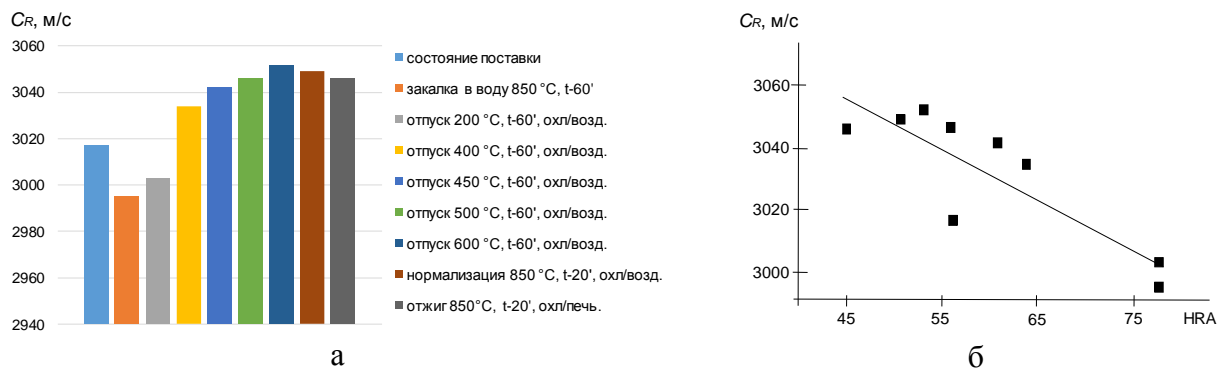 CR, м/с
3060
3040
3020
3000
2980
2960
2940
состояние поставки
закалка в воду 850 °C, t-60'
отпуск 200 °C, t-60', охл/возд.
отпуск 400 °C, t-60', охл/возд.
отпуск 450 °C, t-60', охл/возд.
отпуск 500 °C, t-60', охл/возд.
отпуск 600 °C, t-60', охл/возд.
нормализация 850 °C, t-20', охл/возд.
отжиг 850°C, t-20', охл/печь.
а
CR, м/с
3060
3040
3020
3000
45 55 65 75 HRA
б